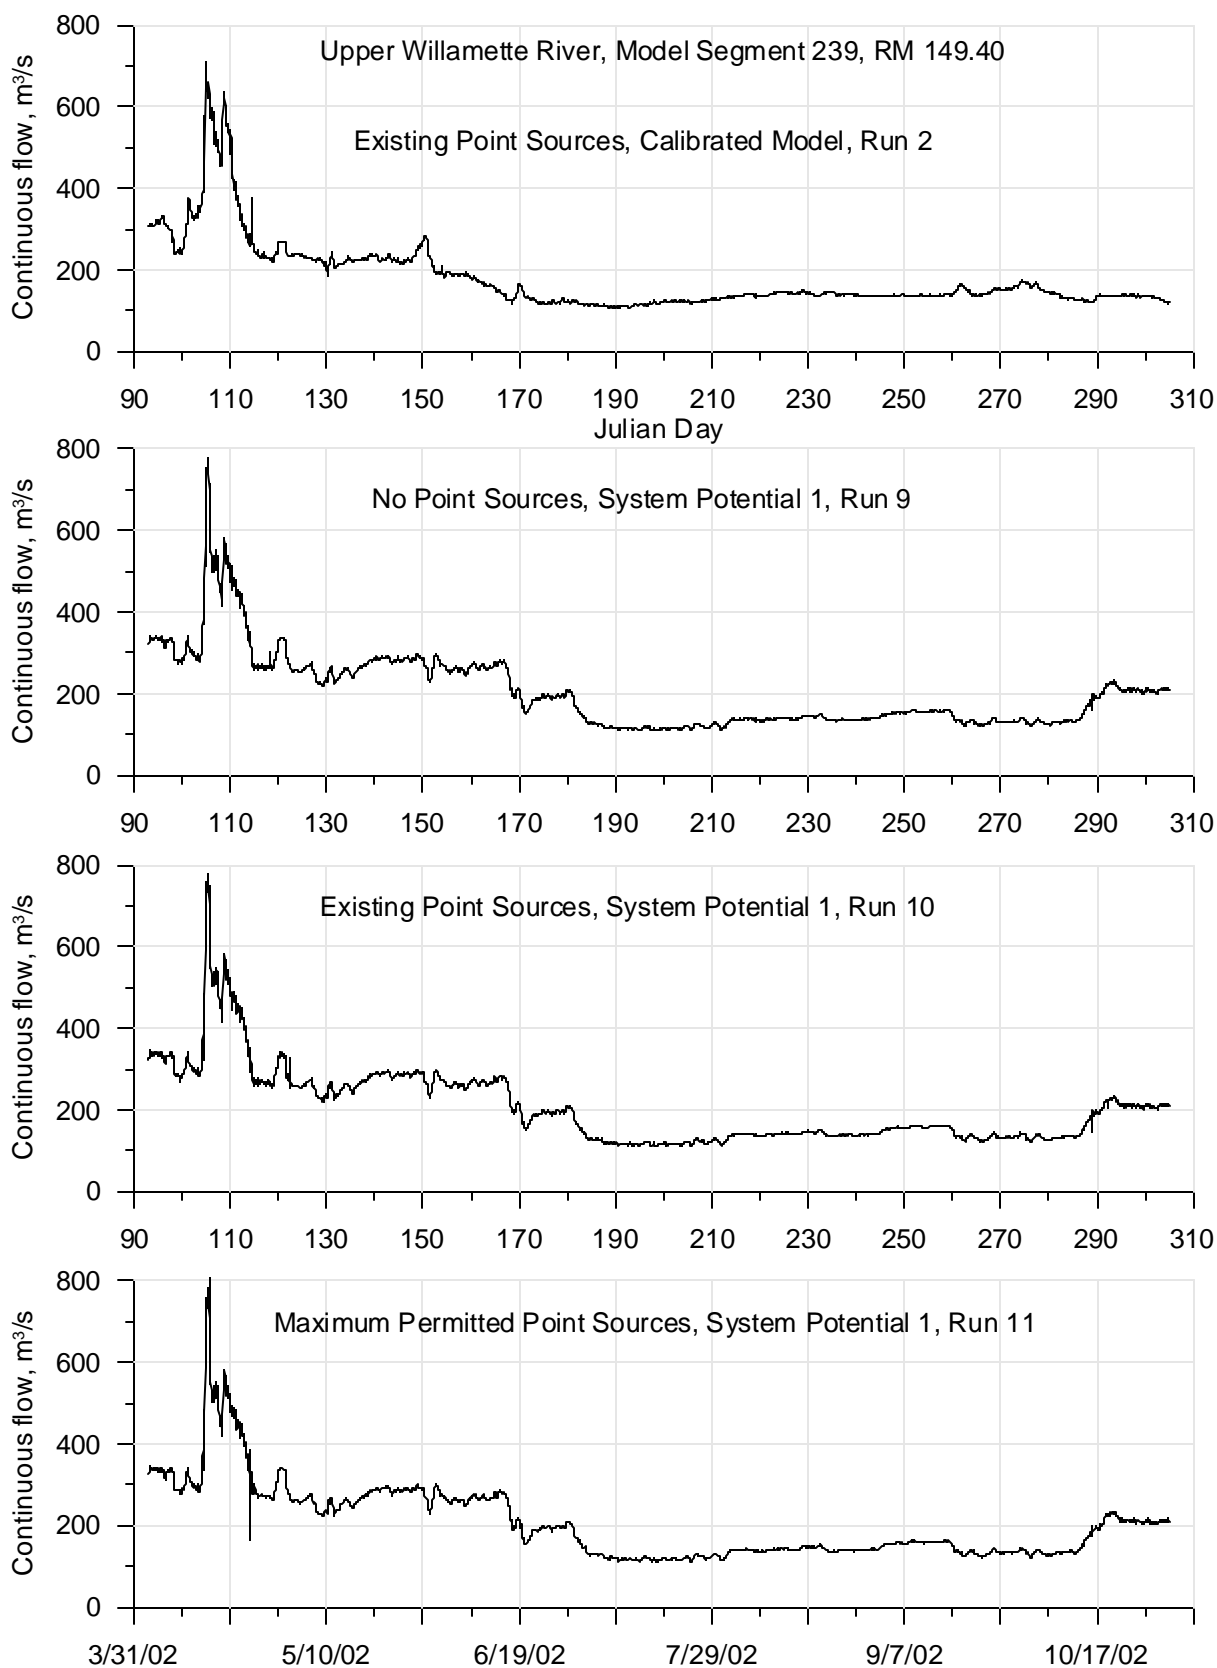 800
600
400
200
0
Continuous flow, m³/s
Upper Willamette River, Model Segment 239, RM 149.40
Existing Point Sources, Calibrated Model, Run 2
90 110 130 150 170 190 210 230 250 270 290 310
Julian Day
800
600
400
200
0
Continuous flow, m³/s
No Point Sources, System Potential 1, Run 9
90 110 130 150 170 190 210 230 250 270 290 310
800
600
400
200
0
Continuous flow, m³/s
Existing Point Sources, System Potential 1, Run 10
90 110 130 150 170 190 210 230 250 270 290 310
800
600
400
200
0
Continuous flow, m³/s
Maximum Permitted Point Sources, System Potential 1, Run 11
3/31/02 5/10/02 6/19/02 7/29/02 9/7/02 10/17/02